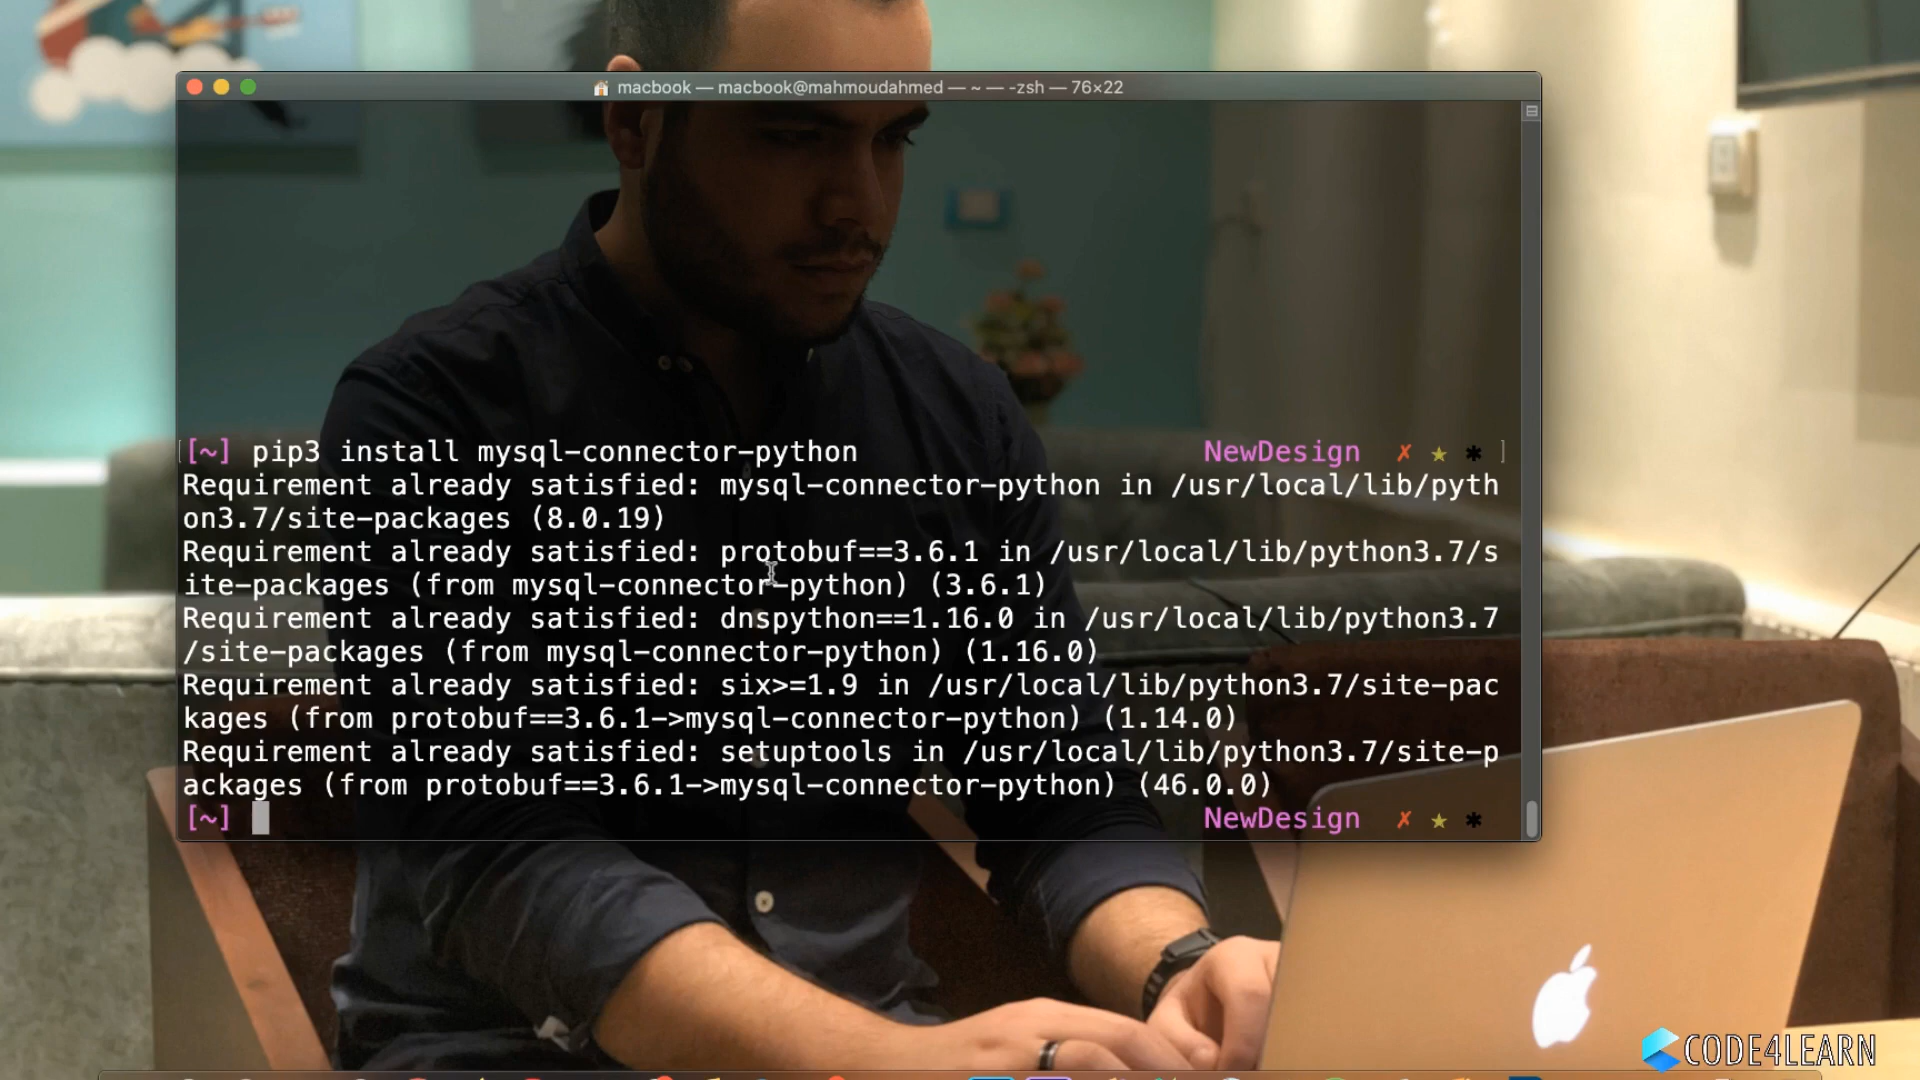 macbook — macbook@mahmoudahmed — ~ — -zsh — 76×22
[~] pip3 install mysql-connector-python NewDesign ✗ ★ ✱
Requirement already satisfied: mysql-connector-python in /usr/local/lib/pyth
on3.7/site-packages (8.0.19)
Requirement already satisfied: protobuf==3.6.1 in /usr/local/lib/python3.7/s
ite-packages (from mysql-connector-python) (3.6.1)
Requirement already satisfied: dnspython==1.16.0 in /usr/local/lib/python3.7
/site-packages (from mysql-connector-python) (1.16.0)
Requirement already satisfied: six>=1.9 in /usr/local/lib/python3.7/site-pac
kages (from protobuf==3.6.1->mysql-connector-python) (1.14.0)
Requirement already satisfied: setuptools in /usr/local/lib/python3.7/site-p
ackages (from protobuf==3.6.1->mysql-connector-python) (46.0.0)
[~] NewDesign ✗ ★ ✱
CODE4LEARN